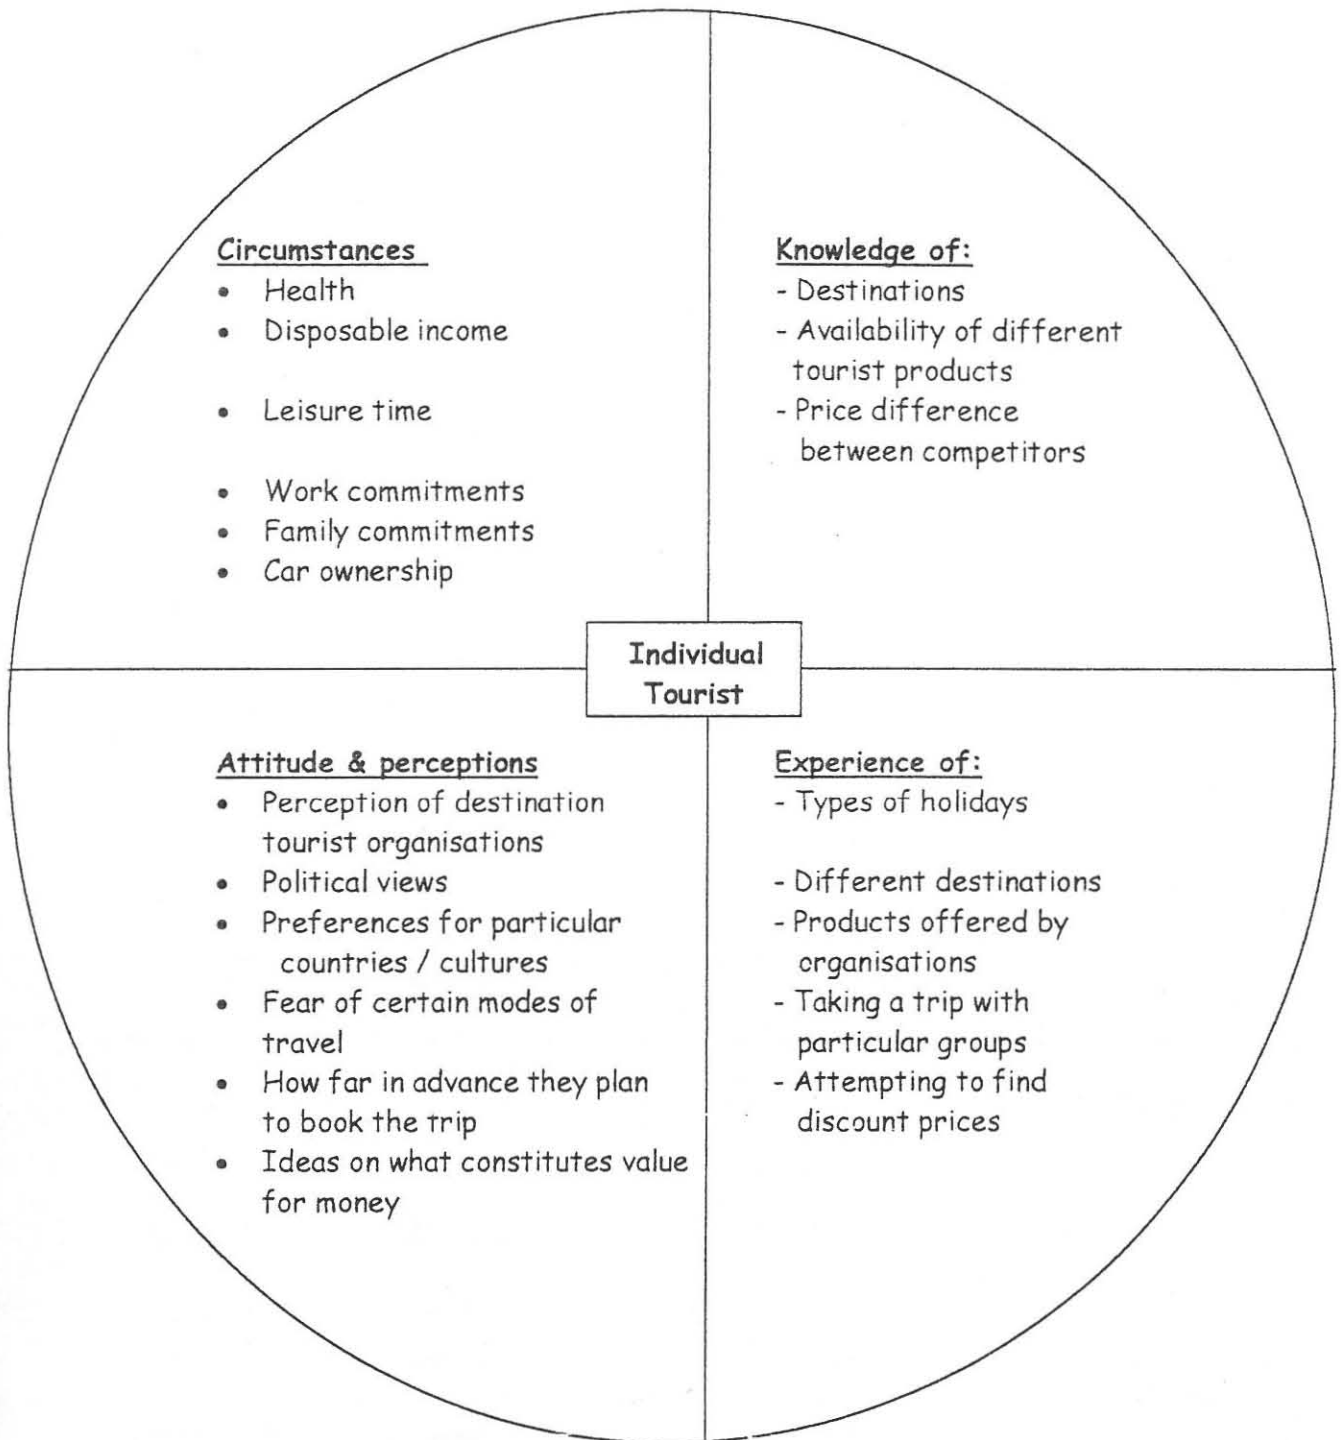 Circumstances
• Health
• Disposable income
• Leisure time
• Work commitments
• Family commitments
• Car ownership
Knowledge of:
- Destinations
- Availability of different
tourist products
- Price difference
between competitors
Individual
Tourist
Attitude & perceptions
• Perception of destination
tourist organisations
• Political views
• Preferences for particular
countries / cultures
• Fear of certain modes of
travel
• How far in advance they plan
to book the trip
• Ideas on what constitutes value
for money
Experience of:
- Types of holidays
- Different destinations
- Products offered by
organisations
- Taking a trip with
particular groups
- Attempting to find
discount prices